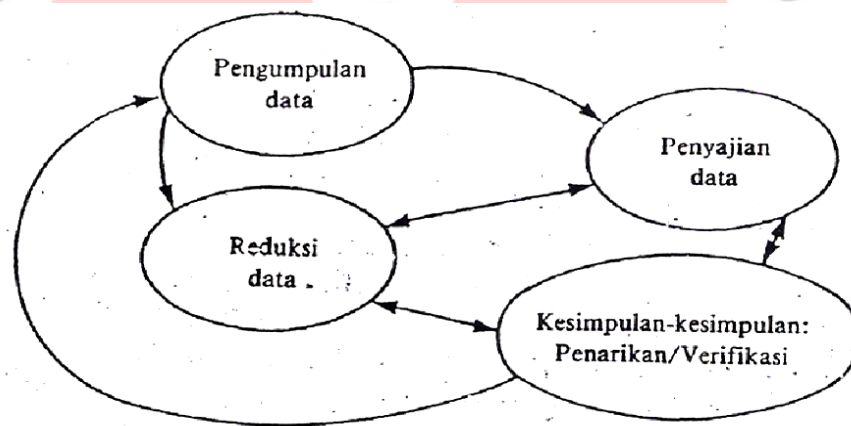 Pengumpulan
data
Penyajian
data
Reduksi
data
Kesimpulan-kesimpulan:
Penarikan/Verifikasi